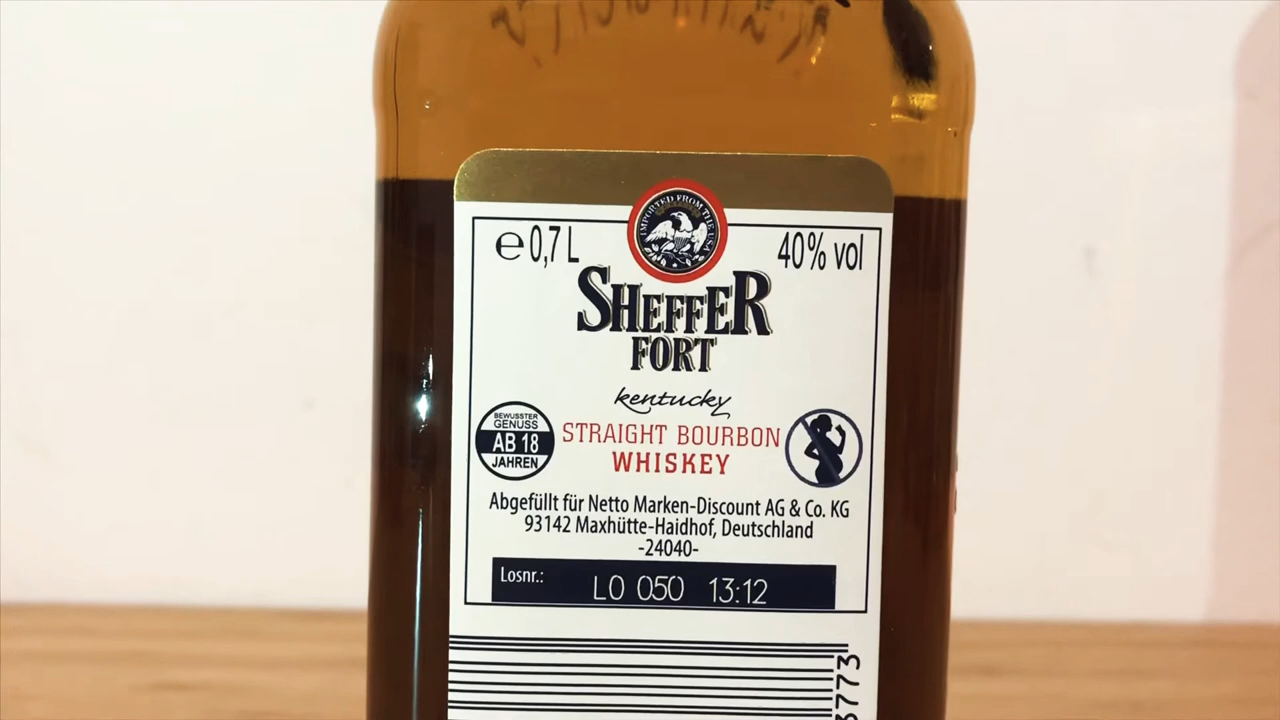 IMPORTED FROM THE USA
e 0,7 L
40% vol
SHEFFER
FORT
kentucky
STRAIGHT BOURBON
WHISKEY
BEWUSSTER
GENUSS
AB 18
JAHREN
Abgefüllt für Netto Marken-Discount AG & Co. KG
93142 Maxhütte-Haidhof, Deutschland
-24040-
Losnr.:
L0 050 13:12
3773